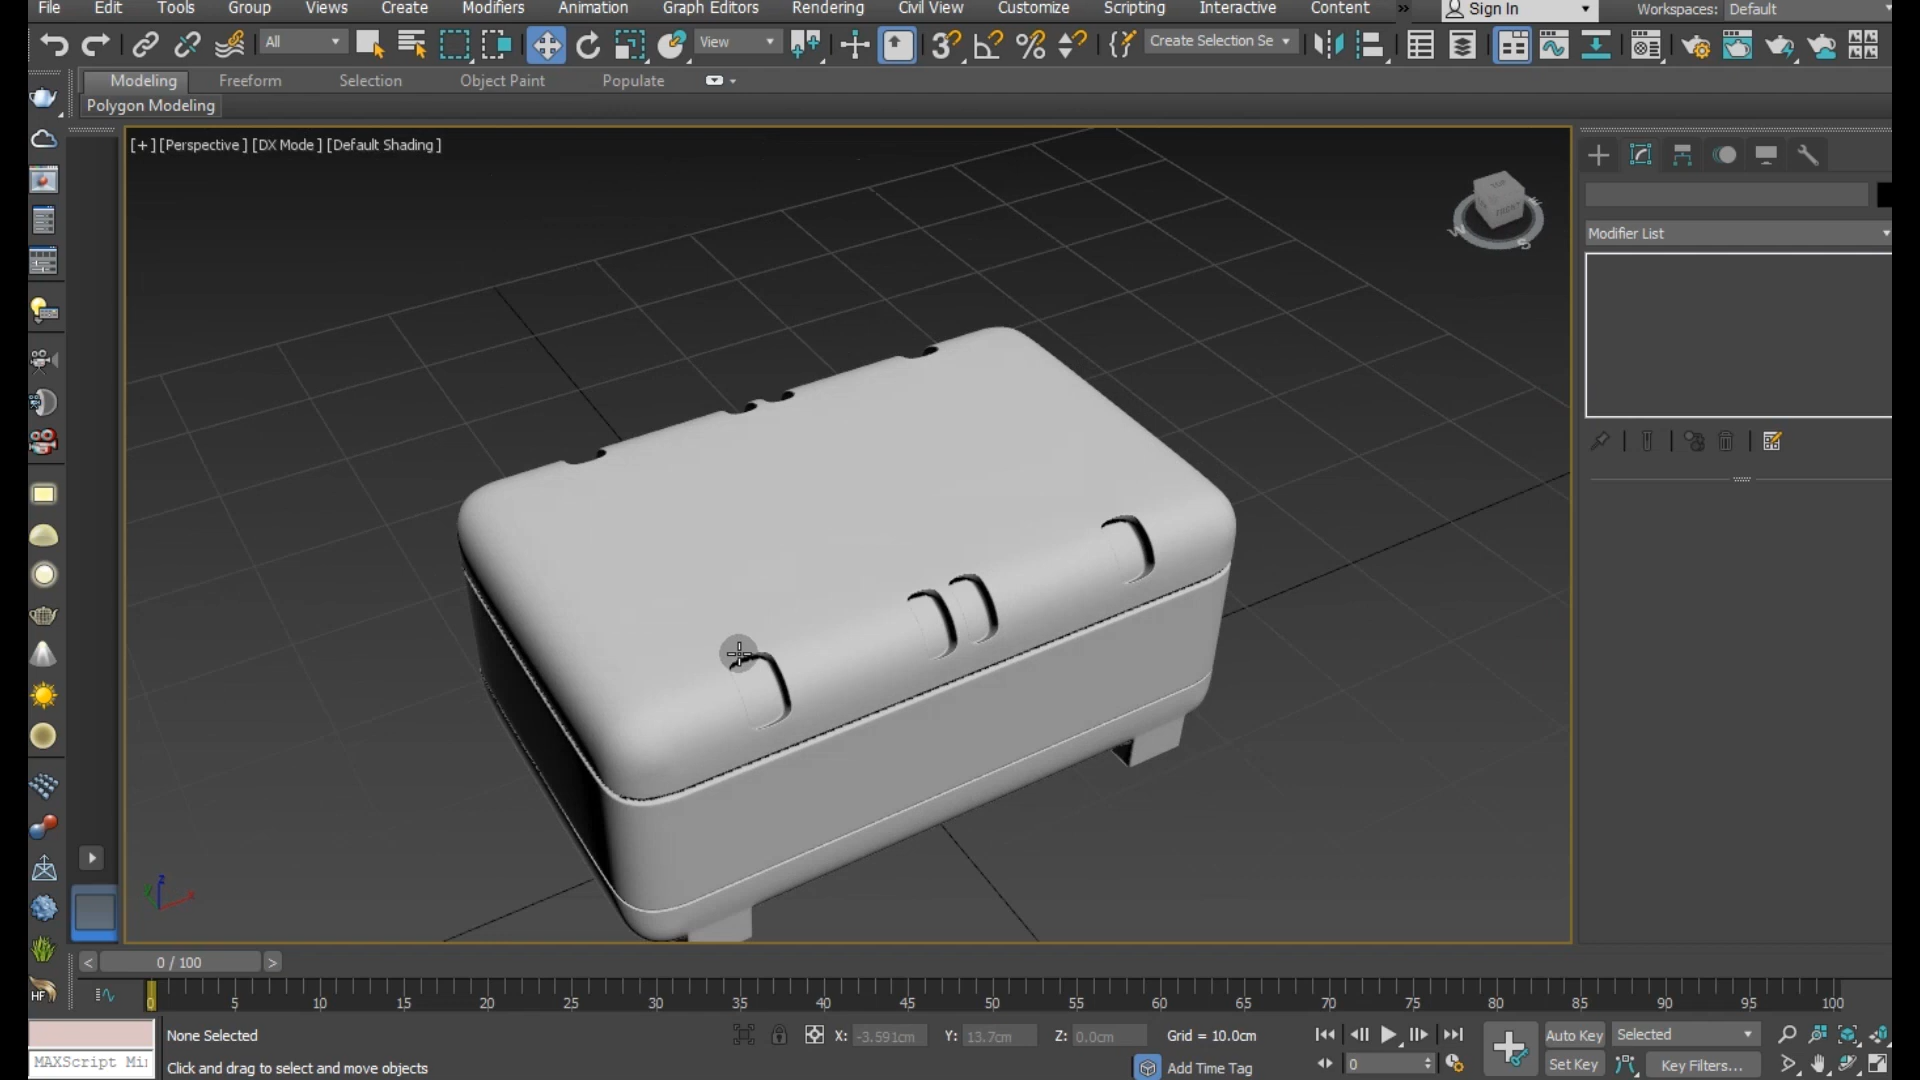 File Edit Tools Group Views Create Modifiers Animation Graph Editors Rendering Civil View Customize Scripting Interactive Content » Sign In Workspaces: Default
All View Create Selection Se
Modeling Freeform Selection Object Paint Populate
Polygon Modeling
[+] [Perspective] [DX Mode] [Default Shading]
TOP
FRONT
W S
Modifier List
z
x
< 0 / 100 >
0 5 10 15 20 25 30 35 40 45 50 55 60 65 70 75 80 85 90 95 100
HF
None Selected X: -3.591cm Y: 13.7cm Z: 0.0cm Grid = 10.0cm Auto Key Selected
MAXScript Mi
Click and drag to select and move objects Add Time Tag 0 Set Key Key Filters...